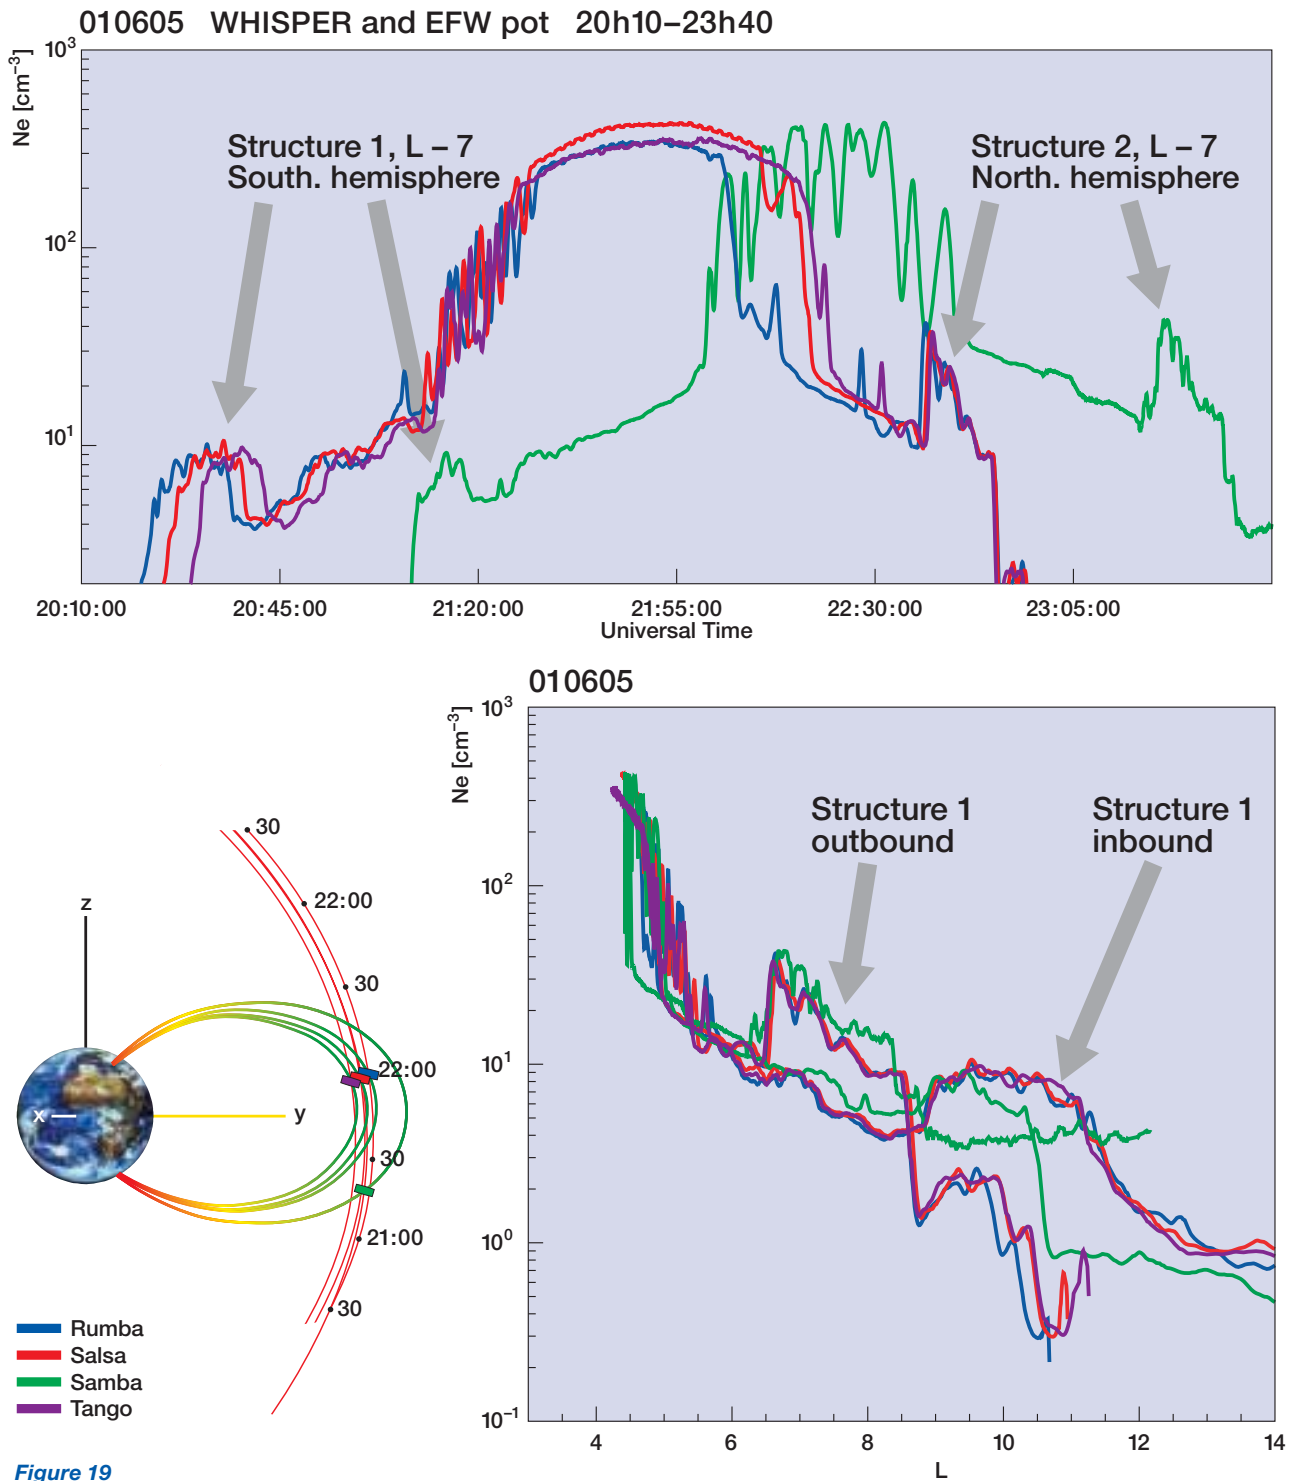 010605 WHISPER and EFW pot 20h10–23h40
Ne [cm⁻³]
10³
10²
10¹
Structure 1, L – 7
South. hemisphere
Structure 2, L – 7
North. hemisphere
20:10:00 20:45:00 21:20:00 21:55:00 22:30:00 23:05:00
Universal Time
z
x
y
30
22:00
30
22:00
30
21:00
30
Rumba
Salsa
Samba
Tango
010605
Ne [cm⁻³]
10³
10²
10¹
10⁰
10⁻¹
Structure 1
outbound
Structure 1
inbound
4 6 8 10 12 14
L
Figure 19